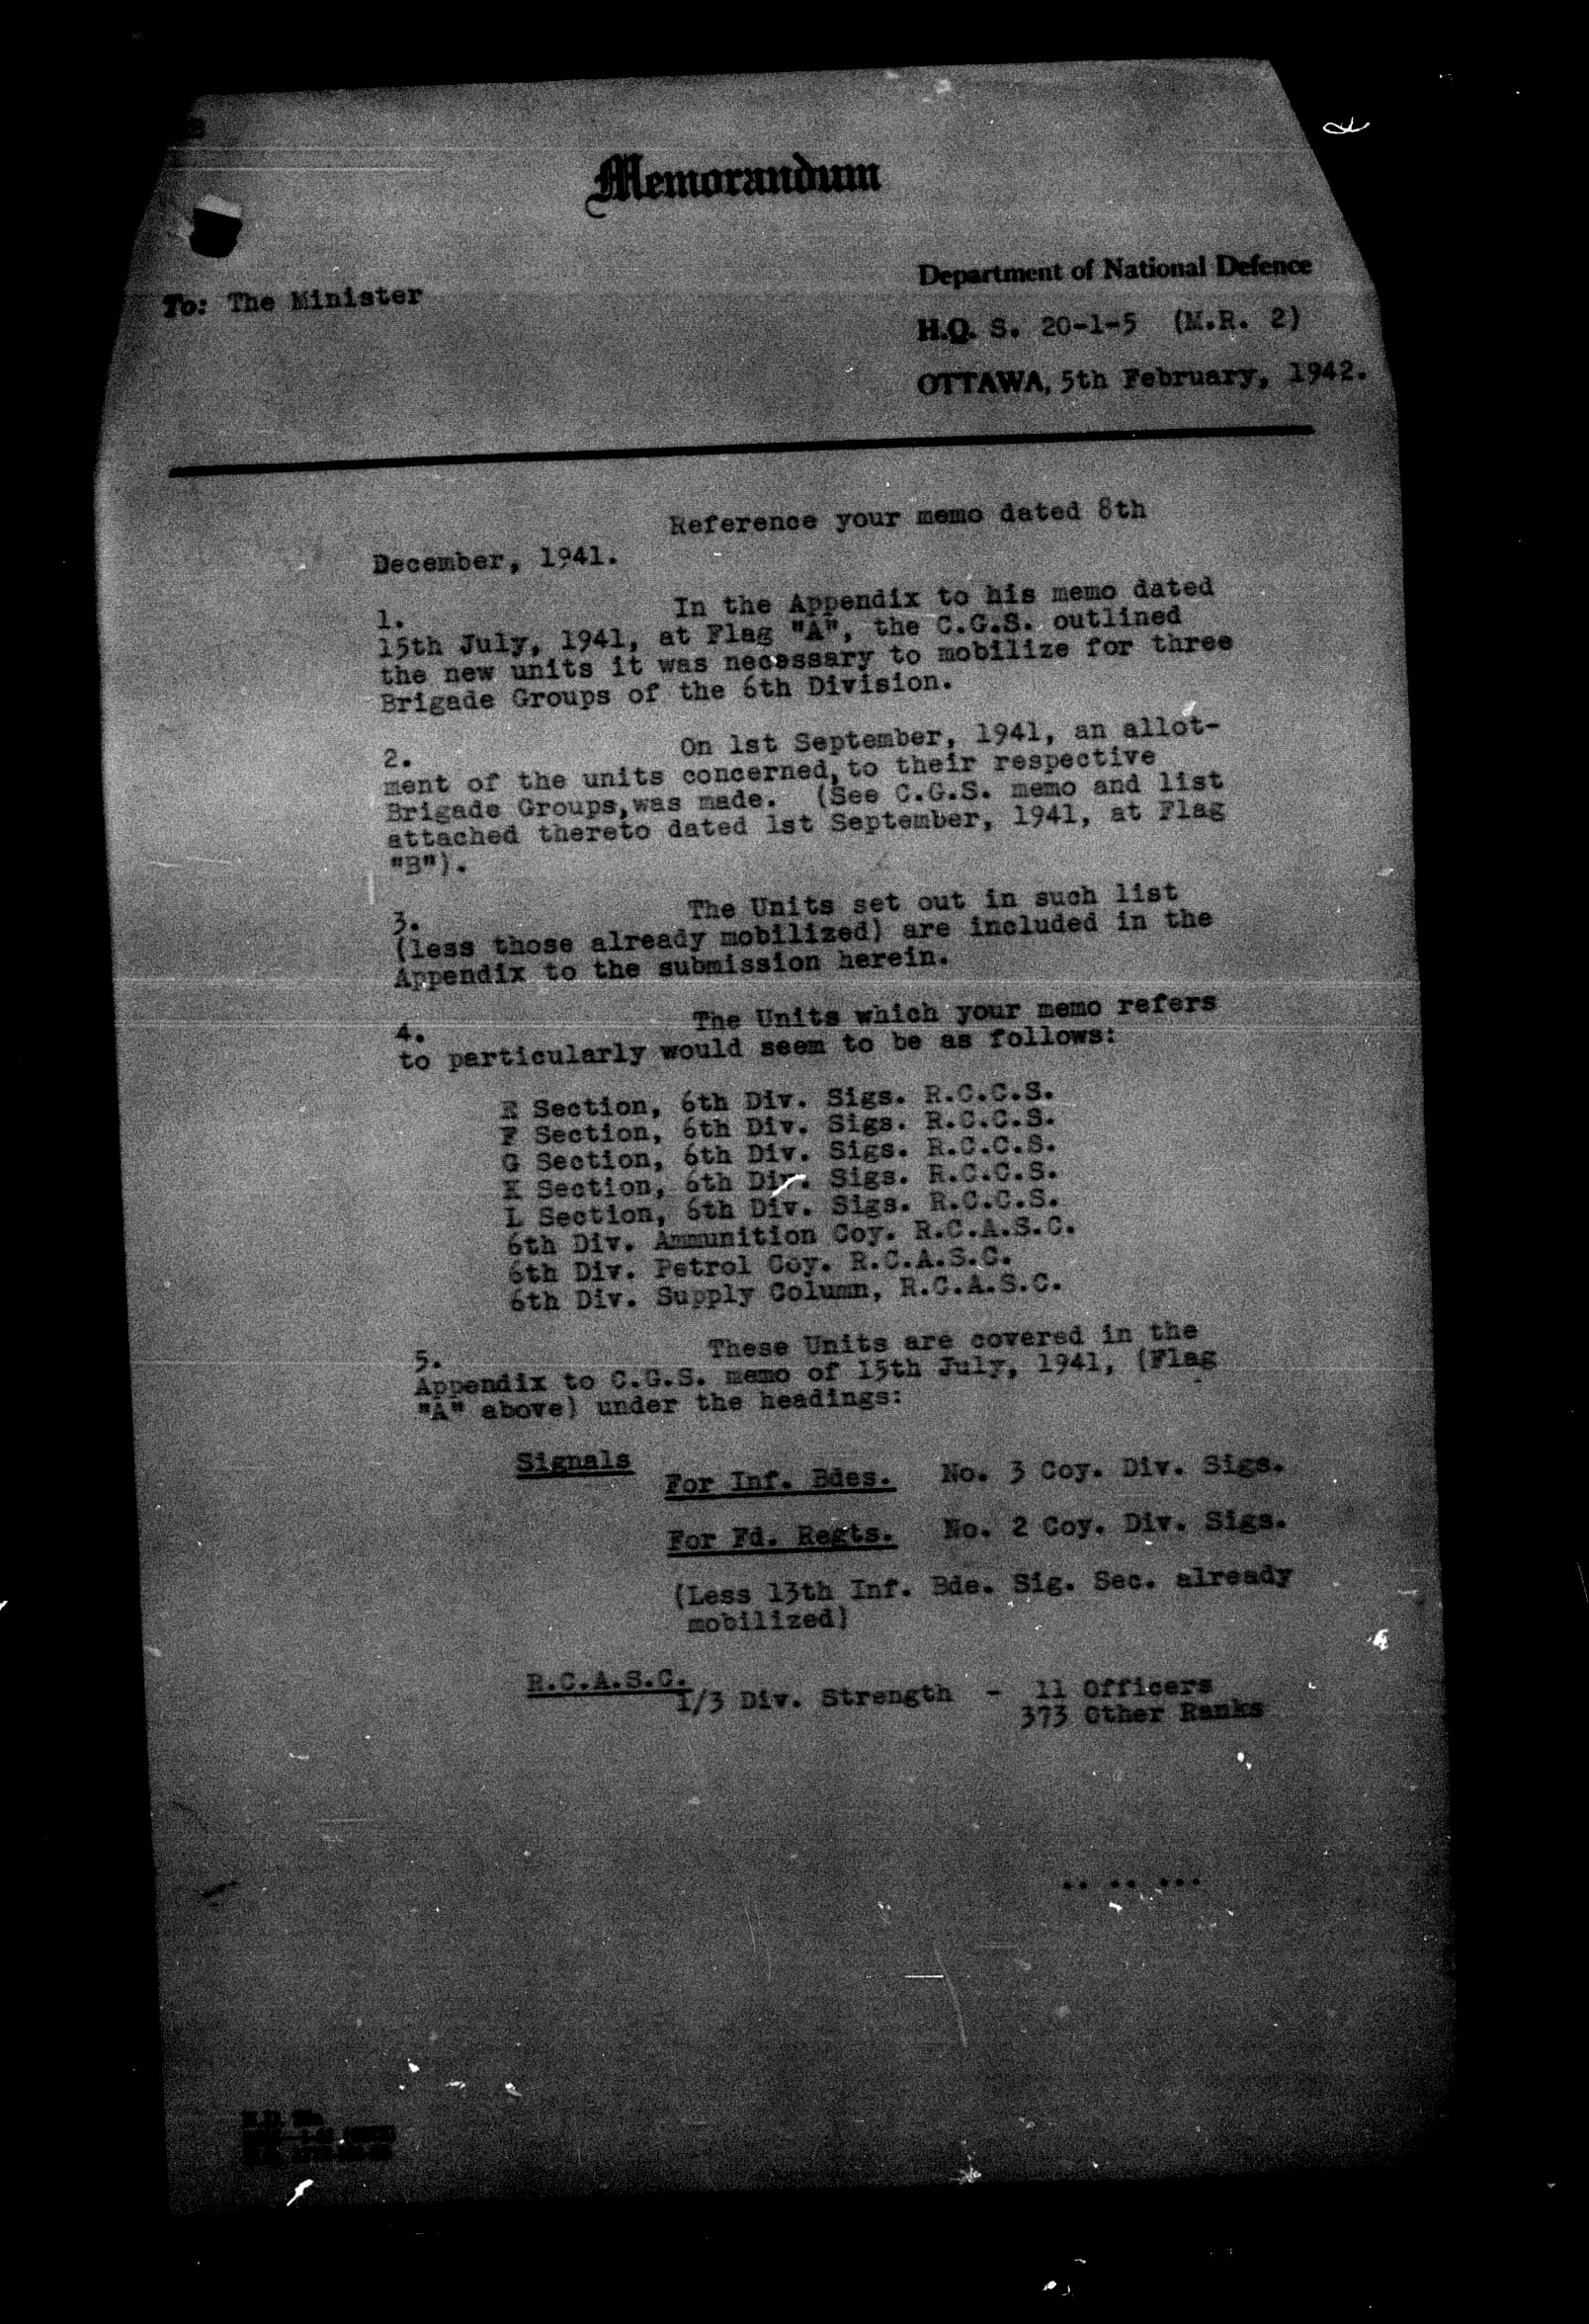 Memorandum
Department of National Defence
To: The Minister
H.Q. S. 20-1-5 (M.R. 2)
OTTAWA, 5th February, 1942.
Reference your memo dated 8th
December, 1941.
1. In the Appendix to his memo dated
15th July, 1941, at Flag "A", the C.G.S. outlined
the new units it was necessary to mobilize for three
Brigade Groups of the 6th Division.
2. On 1st September, 1941, an allot-
ment of the units concerned, to their respective
Brigade Groups, was made. (See C.G.S. memo and list
attached thereto dated 1st September, 1941, at Flag
"B").
3. The Units set out in such list
(less those already mobilized) are included in the
Appendix to the submission herein.
4. The Units which your memo refers
to particularly would seem to be as follows:
Section, 6th Div. Sigs. R.C.C.S.
F Section, 6th Div. Sigs. R.C.C.S.
G Section, 6th Div. Sigs. R.C.C.S.
K Section, 6th Div. Sigs. R.C.C.S.
L Section, 6th Div. Sigs. R.C.C.S.
6th Div. Ammunition Coy. R.C.A.S.C.
6th Div. Petrol Coy. R.C.A.S.C.
6th Div. Supply Column, R.C.A.S.C.
5. These Units are covered in the
Appendix to C.G.S. memo of 15th July, 1941, (Flag
"A" above) under the headings:
Signals
For Inf. Bdes. No. 3 Coy. Div. Sigs.
For Fd. Regts. No. 2 Coy. Div. Sigs.
(Less 13th Inf. Bde. Sig. Sec. already
mobilized)
R.C.A.S.C.
1/3 Div. Strength - 11 Officers
373 Other Ranks
.. .. ...